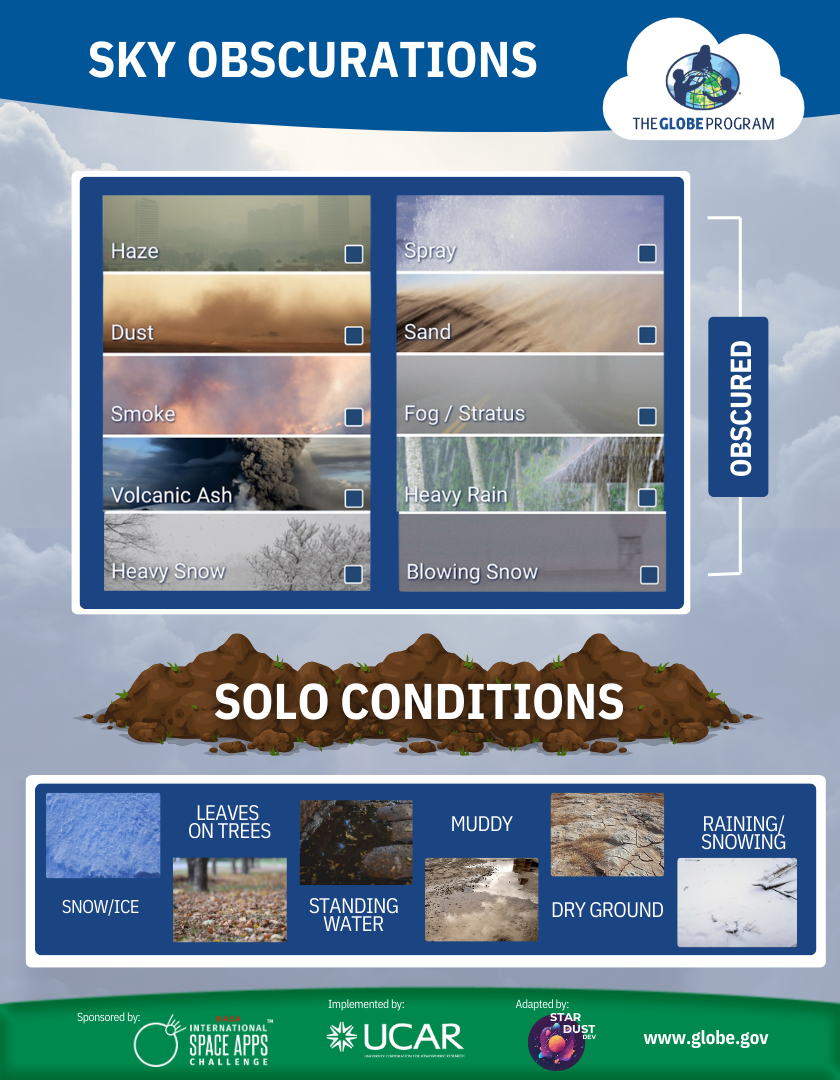 SKY OBSCURATIONS
THE GLOBE PROGRAM
Haze
Spray
Dust
Sand
Smoke
Fog / Stratus
Volcanic Ash
Heavy Rain
Heavy Snow
Blowing Snow
OBSCURED
SOLO CONDITIONS
SNOW/ICE
LEAVES
ON TREES
STANDING
WATER
MUDDY
DRY GROUND
RAINING/
SNOWING
Sponsored by:
NASA
INTERNATIONAL
SPACE APPS
CHALLENGE
TM
Implemented by:
UCAR
UNIVERSITY CORPORATION FOR ATMOSPHERIC RESEARCH
Adapted by:
STAR
DUST
DEV
www.globe.gov